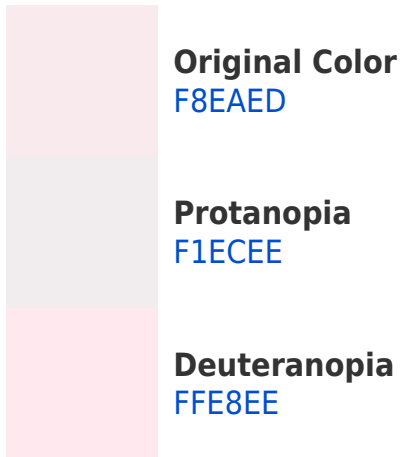 Original Color
F8EAED
Protanopia
F1ECEE
Deuteranopia
FFE8EE